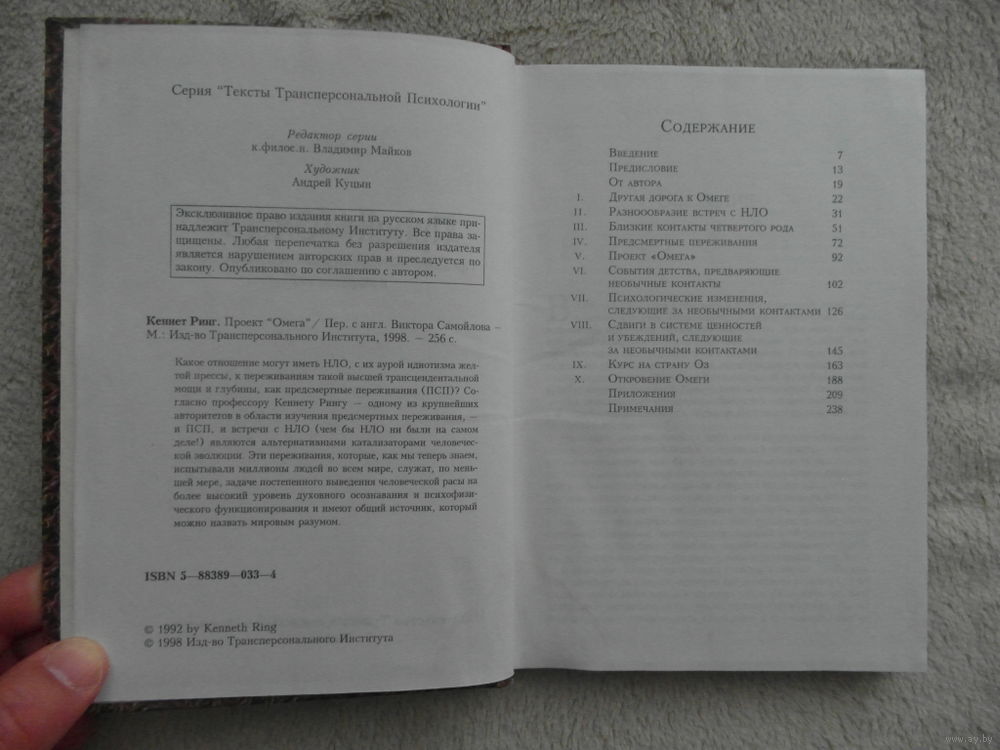 Серия "Тексты Трансперсональной Психологии"
Редактор серии
к.филос.н. Владимир Майков
Художник
Андрей Куцын
Эксклюзивное право издания книги на русском языке при-
надлежит Трансперсональному Институту. Все права за-
щищены. Любая перепечатка без разрешения издателя
является нарушением авторских прав и преследуется по
закону. Опубликовано по соглашению с автором.
Кеннет Ринг. Проект "Омега"/ Пер. с англ. Виктора Самойлова –
М.: Изд-во Трансперсонального Института, 1998. – 256 с.
Какое отношение могут иметь НЛО, с их аурой идиотизма жел-
той прессы, к переживаниям такой высшей трансцендентальной
мощи и глубины, как предсмертные переживания (ПСП)? Со-
гласно профессору Кеннету Рингу — одному из крупнейших
авторитетов в области изучения предсмертных переживания, —
и ПСП, и встречи с НЛО (чем бы НЛО ни были на самом
деле!) являются альтернативными катализаторами человечес-
кой эволюции. Эти переживания, которые, как мы теперь знаем,
испытывали миллионы людей во всем мире, служат, по мень-
шей мере, задаче постепенного выведения человеческой расы на
более высокий уровень духовного осознавания и психофизи-
ческого функционирования и имеют общий источник, который
можно назвать мировым разумом.
ISBN 5—88389—033—4
© 1992 by Kenneth Ring
© 1998 Изд-во Трансперсонального Института
Содержание
Введение 7
Предисловие 13
От автора 19
I. Другая дорога к Омеге 22
II. Разноообразие встреч с НЛО 31
III. Близкие контакты четвертого рода 51
IV. Предсмертные переживания 72
V. Проект «Омега» 92
VI. События детства, предваряющие
необычные контакты 102
VII. Психологические изменения,
следующие за необычными контактами 126
VIII. Сдвиги в системе ценностей
и убеждений, следующие
за необычными контактами 145
IX. Курс на страну Оз 163
X. Откровение Омеги 188
Приложения 209
Примечания 238
www.ay.by